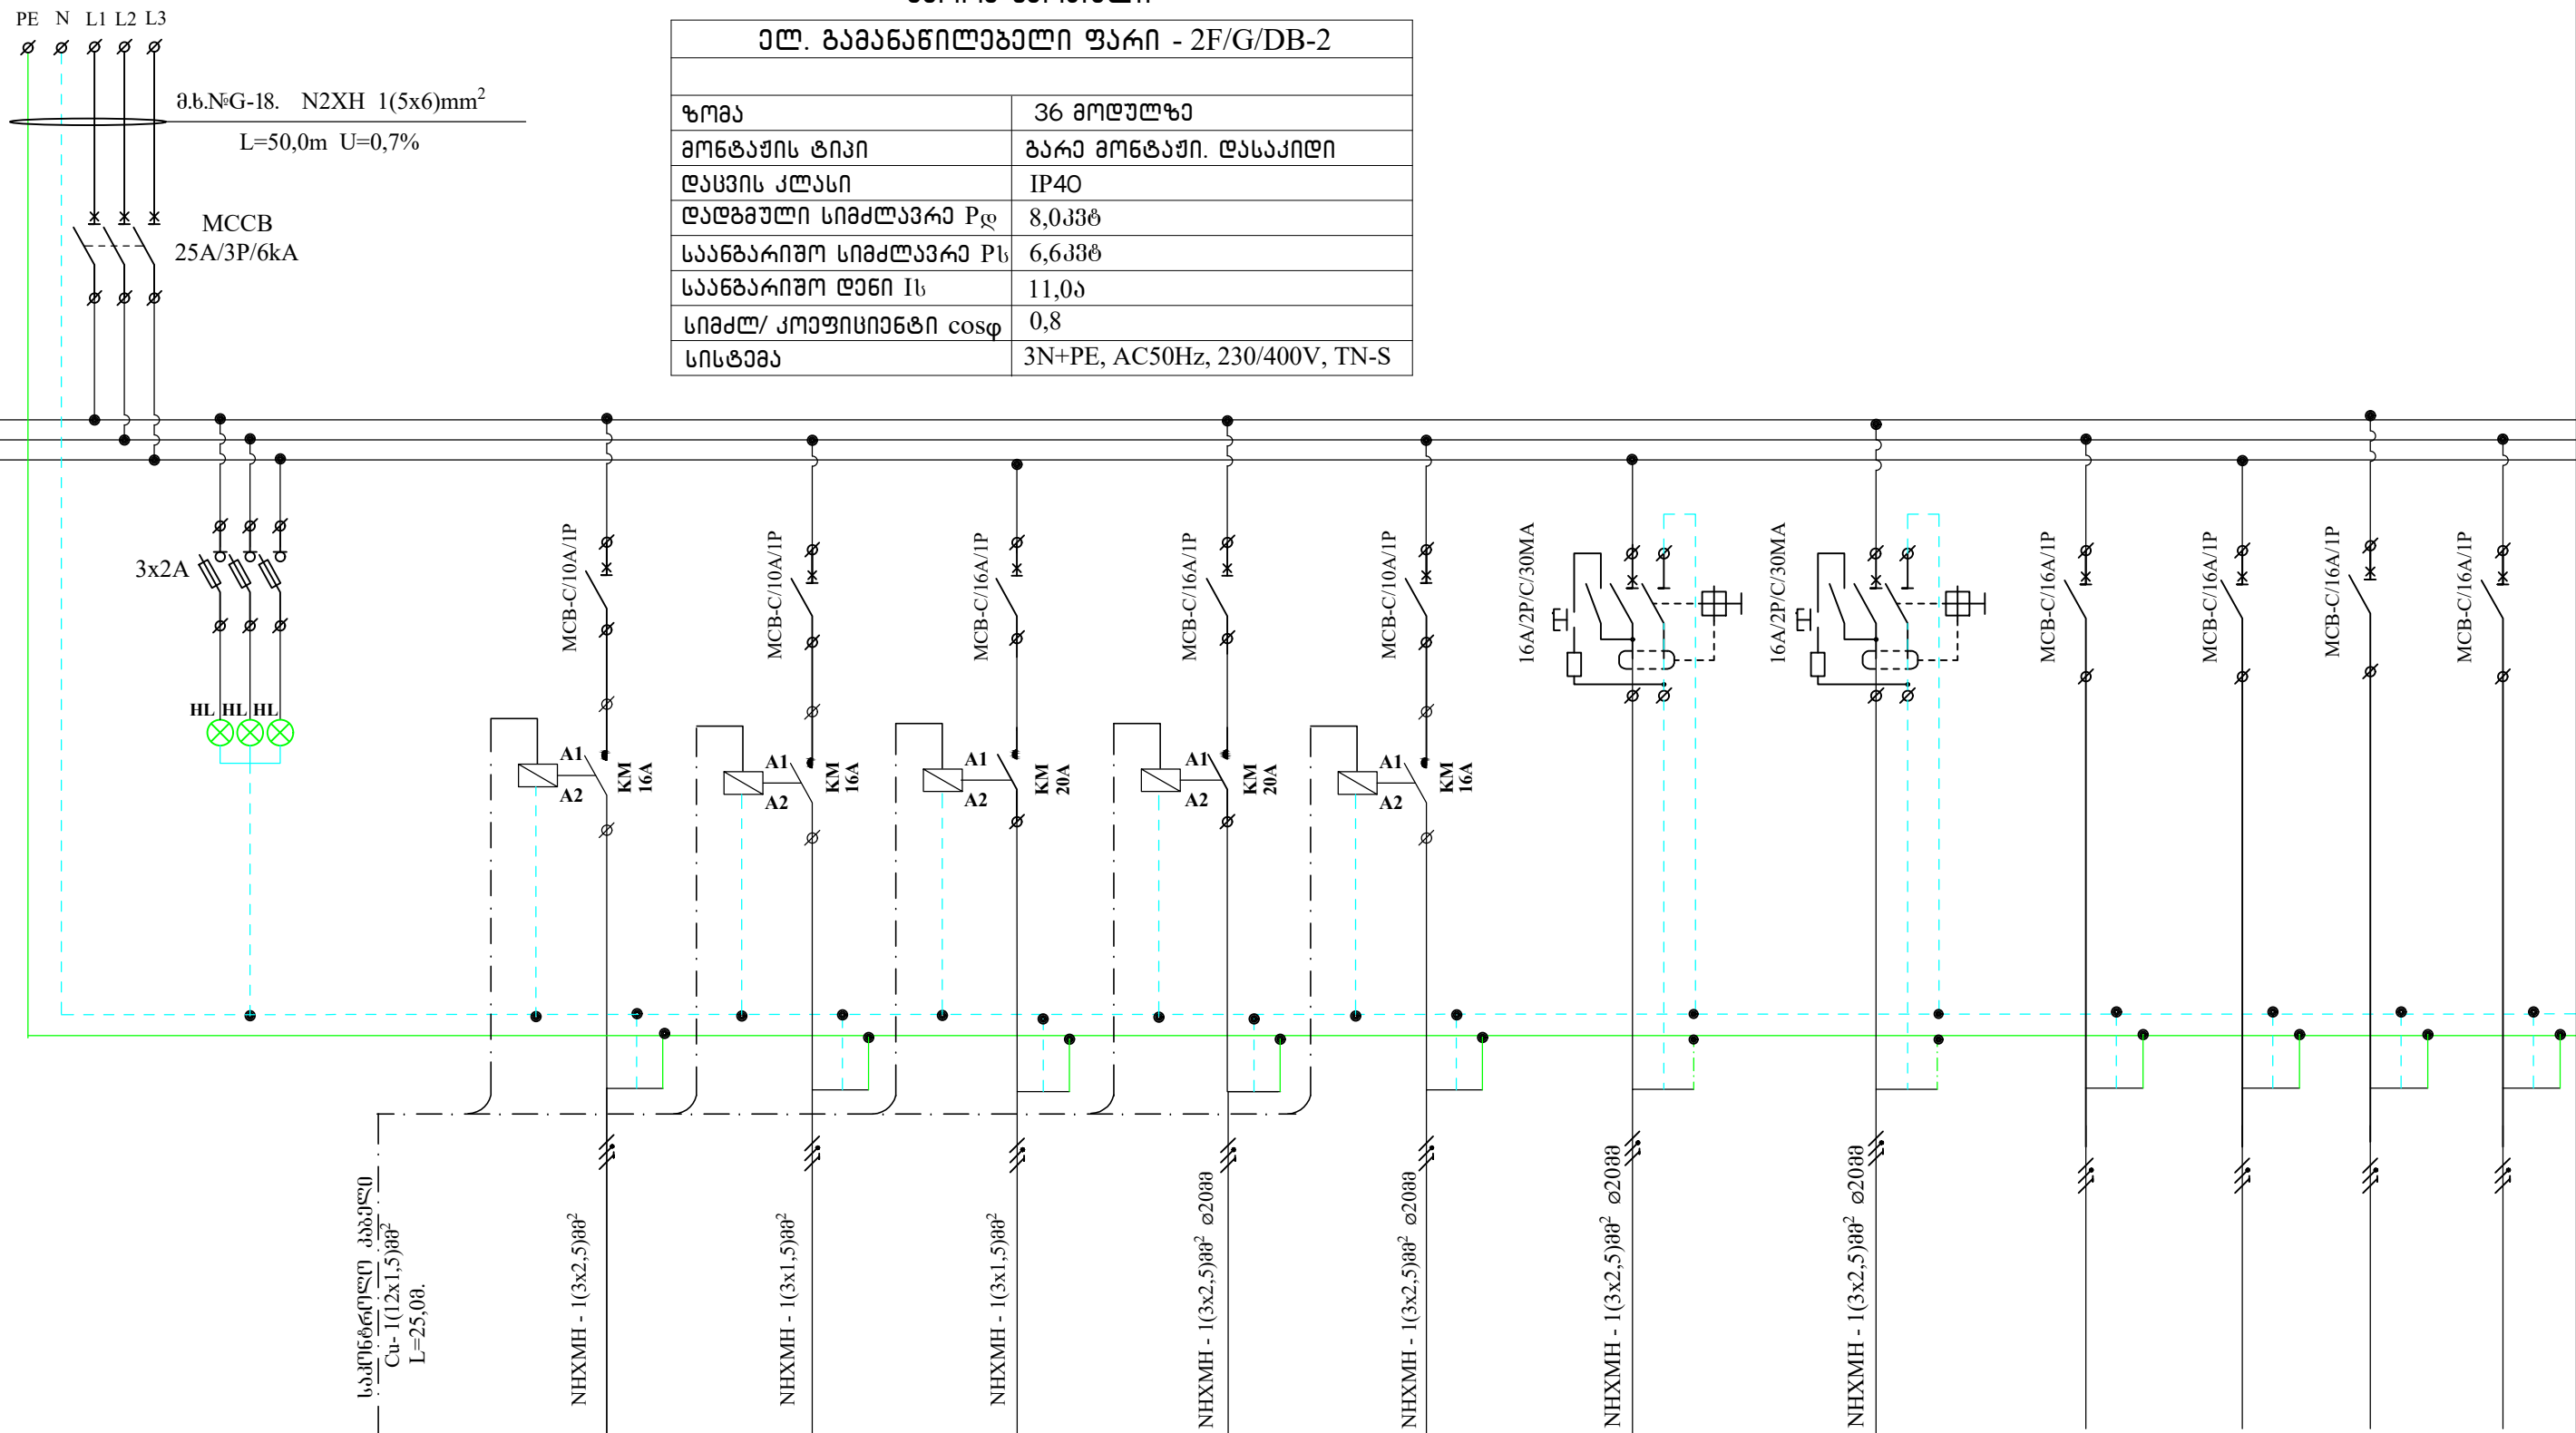 PE N L1 L2 L3
მ.ხ.№G-18. N2XH 1(5x6)mm²
L=50,0m U=0,7%
MCCB
25A/3P/6kA
ელ. გამანაწილებელი ფარი - 2F/G/DB-2
ზომა 36 მოდულზე
მონტაჟის ტიპი გარე მონტაჟი. დასაკიდი
დაცვის კლასი IP40
დადგმული სიმძლავრე Pდ 8,0კვტ
საანგარიშო სიმძლავრე Pს 6,6კვტ
საანგარიშო დენი Iს 11,0ა
სიმძლ/ კოეფიციენტი cosφ 0,8
სისტემა 3N+PE, AC50Hz, 230/400V, TN-S
3x2A
HL HL HL
MCB-C/10A/1P
MCB-C/10A/1P
MCB-C/16A/1P
MCB-C/16A/1P
MCB-C/10A/1P
16A/2P/C/30MA
16A/2P/C/30MA
MCB-C/16A/1P
MCB-C/16A/1P
MCB-C/16A/1P
MCB-C/16A/1P
A1
A2
KM
16A
A1
A2
KM
16A
A1
A2
KM
20A
A1
A2
KM
20A
A1
A2
KM
16A
საკონტროლო კაბელი
Cu- 1(12x1,5)მმ²
L=25,0მ.
NHXMH - 1(3x2,5)მმ²
NHXMH - 1(3x1,5)მმ²
NHXMH - 1(3x1,5)მმ²
NHXMH - 1(3x2,5)მმ² ⌀20მმ
NHXMH - 1(3x2,5)მმ² ⌀20მმ
NHXMH - 1(3x2,5)მმ² ⌀20მმ
NHXMH - 1(3x2,5)მმ² ⌀20მმ